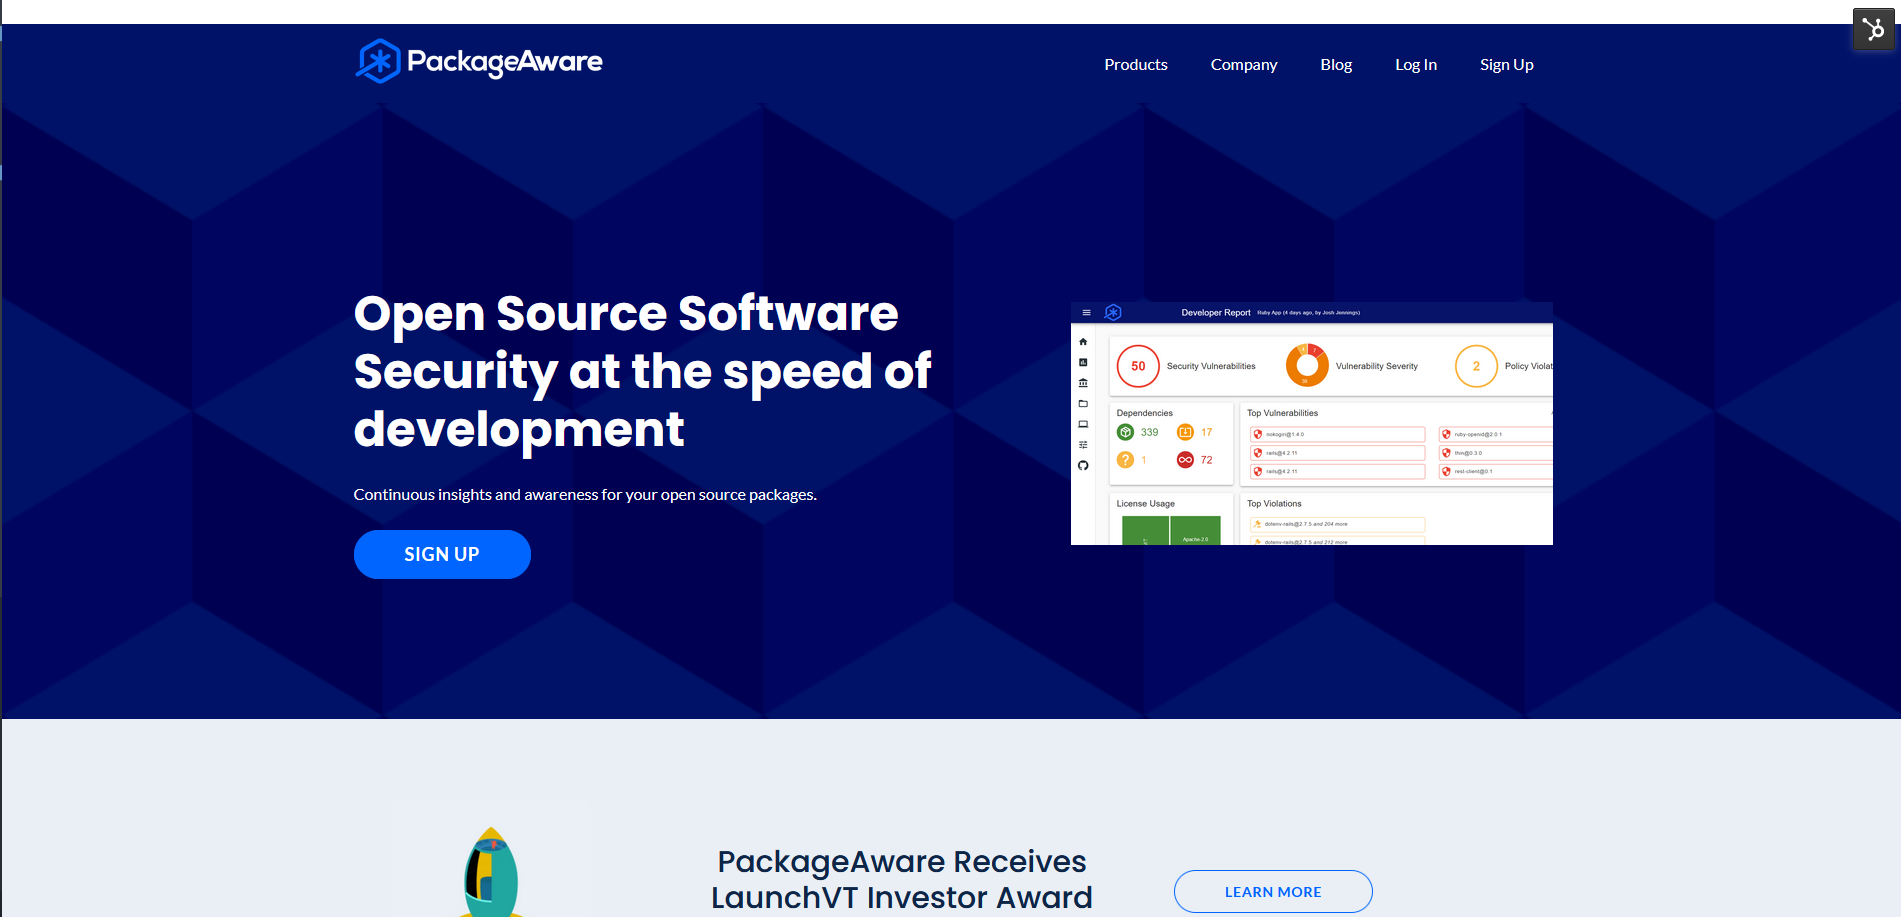 PackageAware
Products Company Blog Log In Sign Up
Open Source Software
Security at the speed of
development
Continuous insights and awareness for your open source packages.
SIGN UP
Developer Report Ruby App (4 days ago, by Josh Jennings)
50 Security Vulnerabilities
Vulnerability Severity
2 Policy Violat
Dependencies
339 17
1 72
Top Vulnerabilities
nokogiri@1.4.0 ruby-openid@2.0.1
rails@4.2.11 thin@0.3.0
rails@4.2.11 rest-client@0.1
License Usage
Apache-2.0
Top Violations
dotenv-rails@2.7.5 and 204 more
dotenv-rails@2.7.5 and 212 more
PackageAware Receives
LaunchVT Investor Award
LEARN MORE